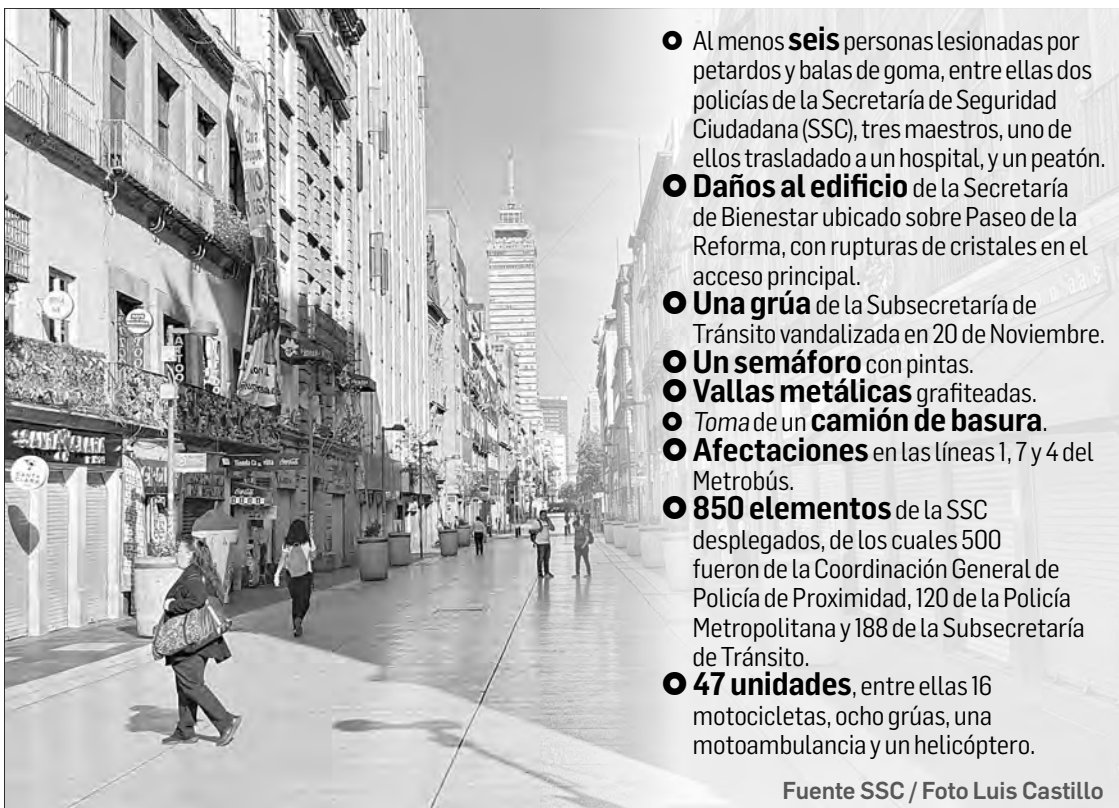 Al menos seis personas lesionadas por
petardos y balas de goma, entre ellas dos
policías de la Secretaría de Seguridad
Ciudadana (SSC), tres maestros, uno de
ellos trasladado a un hospital, y un peatón.
Daños al edificio de la Secretaría
de Bienestar ubicado sobre Paseo de la
Reforma, con rupturas de cristales en el
acceso principal.
Una grúa de la Subsecretaría de
Tránsito vandalizada en 20 de Noviembre.
Un semáforo con pintas.
Vallas metálicas grafiteadas.
Toma de un camión de basura.
Afectaciones en las líneas 1, 7 y 4 del
Metrobús.
850 elementos de la SSC
desplegados, de los cuales 500
fueron de la Coordinación General de
Policía de Proximidad, 120 de la Policía
Metropolitana y 188 de la Subsecretaría
de Tránsito.
47 unidades, entre ellas 16
motocicletas, ocho grúas, una
motoambulancia y un helicóptero.
Fuente SSC / Foto Luis Castillo